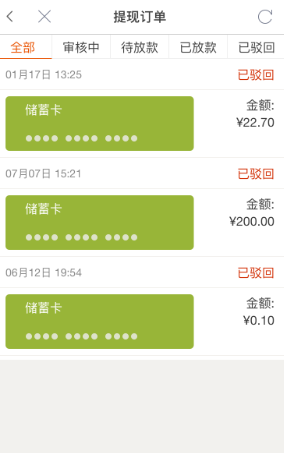 提现订单
全部 审核中 待放款 已放款 已驳回
01月17日 13:25 已驳回
储蓄卡 金额:
¥22.70
●●●● ●●●● ●●●●
07月07日 15:21 已驳回
储蓄卡 金额:
¥200.00
●●●● ●●●● ●●●●
06月12日 19:54 已驳回
储蓄卡 金额:
¥0.10
●●●● ●●●● ●●●●